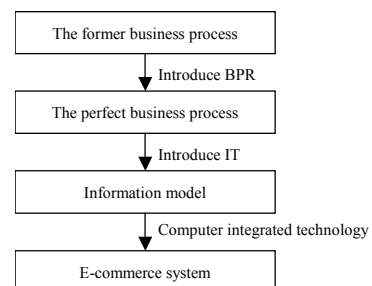 The former business process
Introduce BPR
The perfect business process
Introduce IT
Information model
Computer integrated technology
E-commerce system